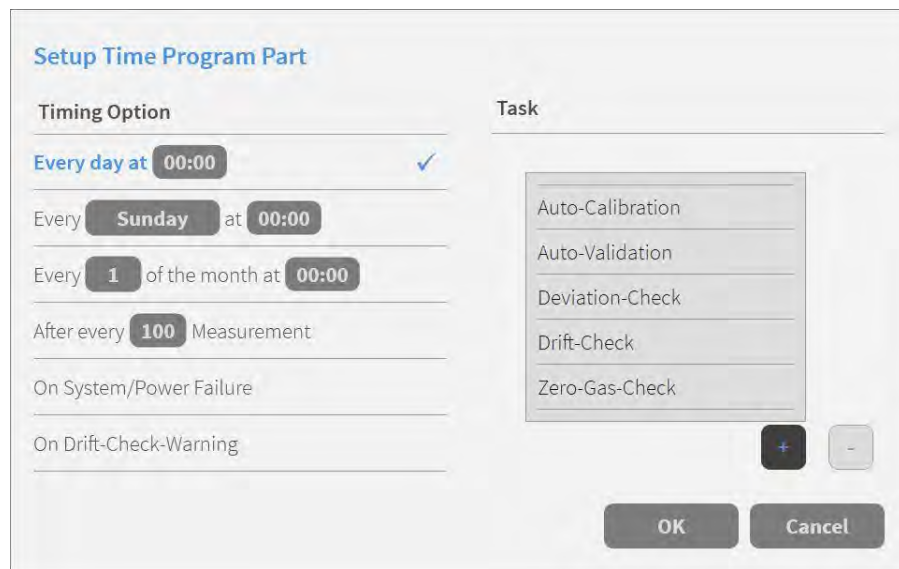 Setup Time Program Part
Timing Option
Every day at 00:00 ✓
Every Sunday at 00:00
Every 1 of the month at 00:00
After every 100 Measurement
On System/Power Failure
On Drift-Check-Warning
Task
Auto-Calibration
Auto-Validation
Deviation-Check
Drift-Check
Zero-Gas-Check
+ -
OK Cancel